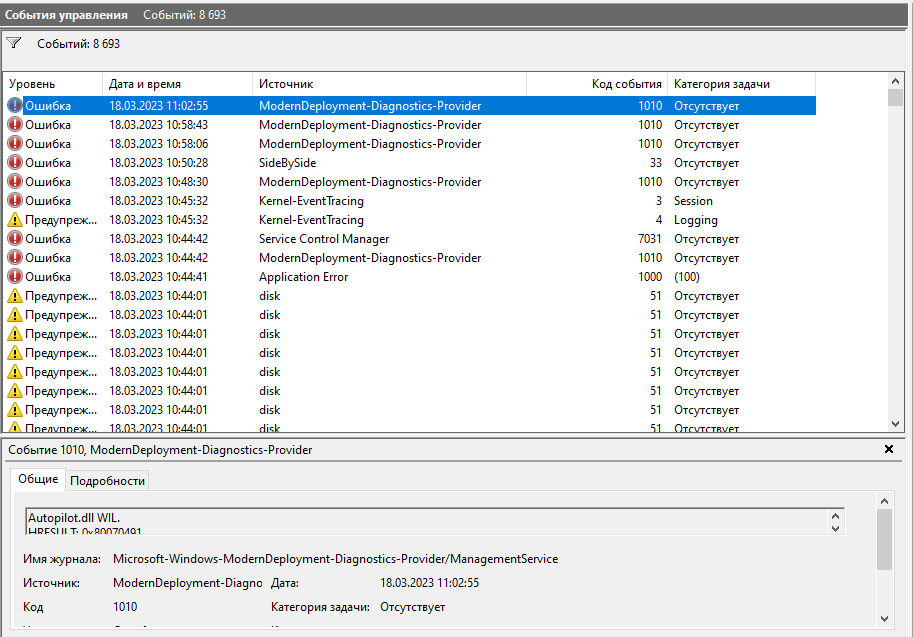 События управления Событий: 8 693
Событий: 8 693
Уровень Дата и время Источник Код события Категория задачи
Ошибка 18.03.2023 11:02:55 ModernDeployment-Diagnostics-Provider 1010 Отсутствует
Ошибка 18.03.2023 10:58:43 ModernDeployment-Diagnostics-Provider 1010 Отсутствует
Ошибка 18.03.2023 10:58:06 ModernDeployment-Diagnostics-Provider 1010 Отсутствует
Ошибка 18.03.2023 10:50:28 SideBySide 33 Отсутствует
Ошибка 18.03.2023 10:48:30 ModernDeployment-Diagnostics-Provider 1010 Отсутствует
Ошибка 18.03.2023 10:45:32 Kernel-EventTracing 3 Session
Предупреж... 18.03.2023 10:45:32 Kernel-EventTracing 4 Logging
Ошибка 18.03.2023 10:44:42 Service Control Manager 7031 Отсутствует
Ошибка 18.03.2023 10:44:42 ModernDeployment-Diagnostics-Provider 1010 Отсутствует
Ошибка 18.03.2023 10:44:41 Application Error 1000 (100)
Предупреж... 18.03.2023 10:44:01 disk 51 Отсутствует
Предупреж... 18.03.2023 10:44:01 disk 51 Отсутствует
Предупреж... 18.03.2023 10:44:01 disk 51 Отсутствует
Предупреж... 18.03.2023 10:44:01 disk 51 Отсутствует
Предупреж... 18.03.2023 10:44:01 disk 51 Отсутствует
Предупреж... 18.03.2023 10:44:01 disk 51 Отсутствует
Предупреж... 18.03.2023 10:44:01 disk 51 Отсутствует
Предупреж... 18.03.2023 10:44:01 disk 51 Отсутствует
Событие 1010, ModernDeployment-Diagnostics-Provider
Общие Подробности
Autopilot.dll WIL.
HRESULT: 0x80070491
Имя журнала: Microsoft-Windows-ModernDeployment-Diagnostics-Provider/ManagementService
Источник: ModernDeployment-Diagno Дата: 18.03.2023 11:02:55
Код 1010 Категория задачи: Отсутствует